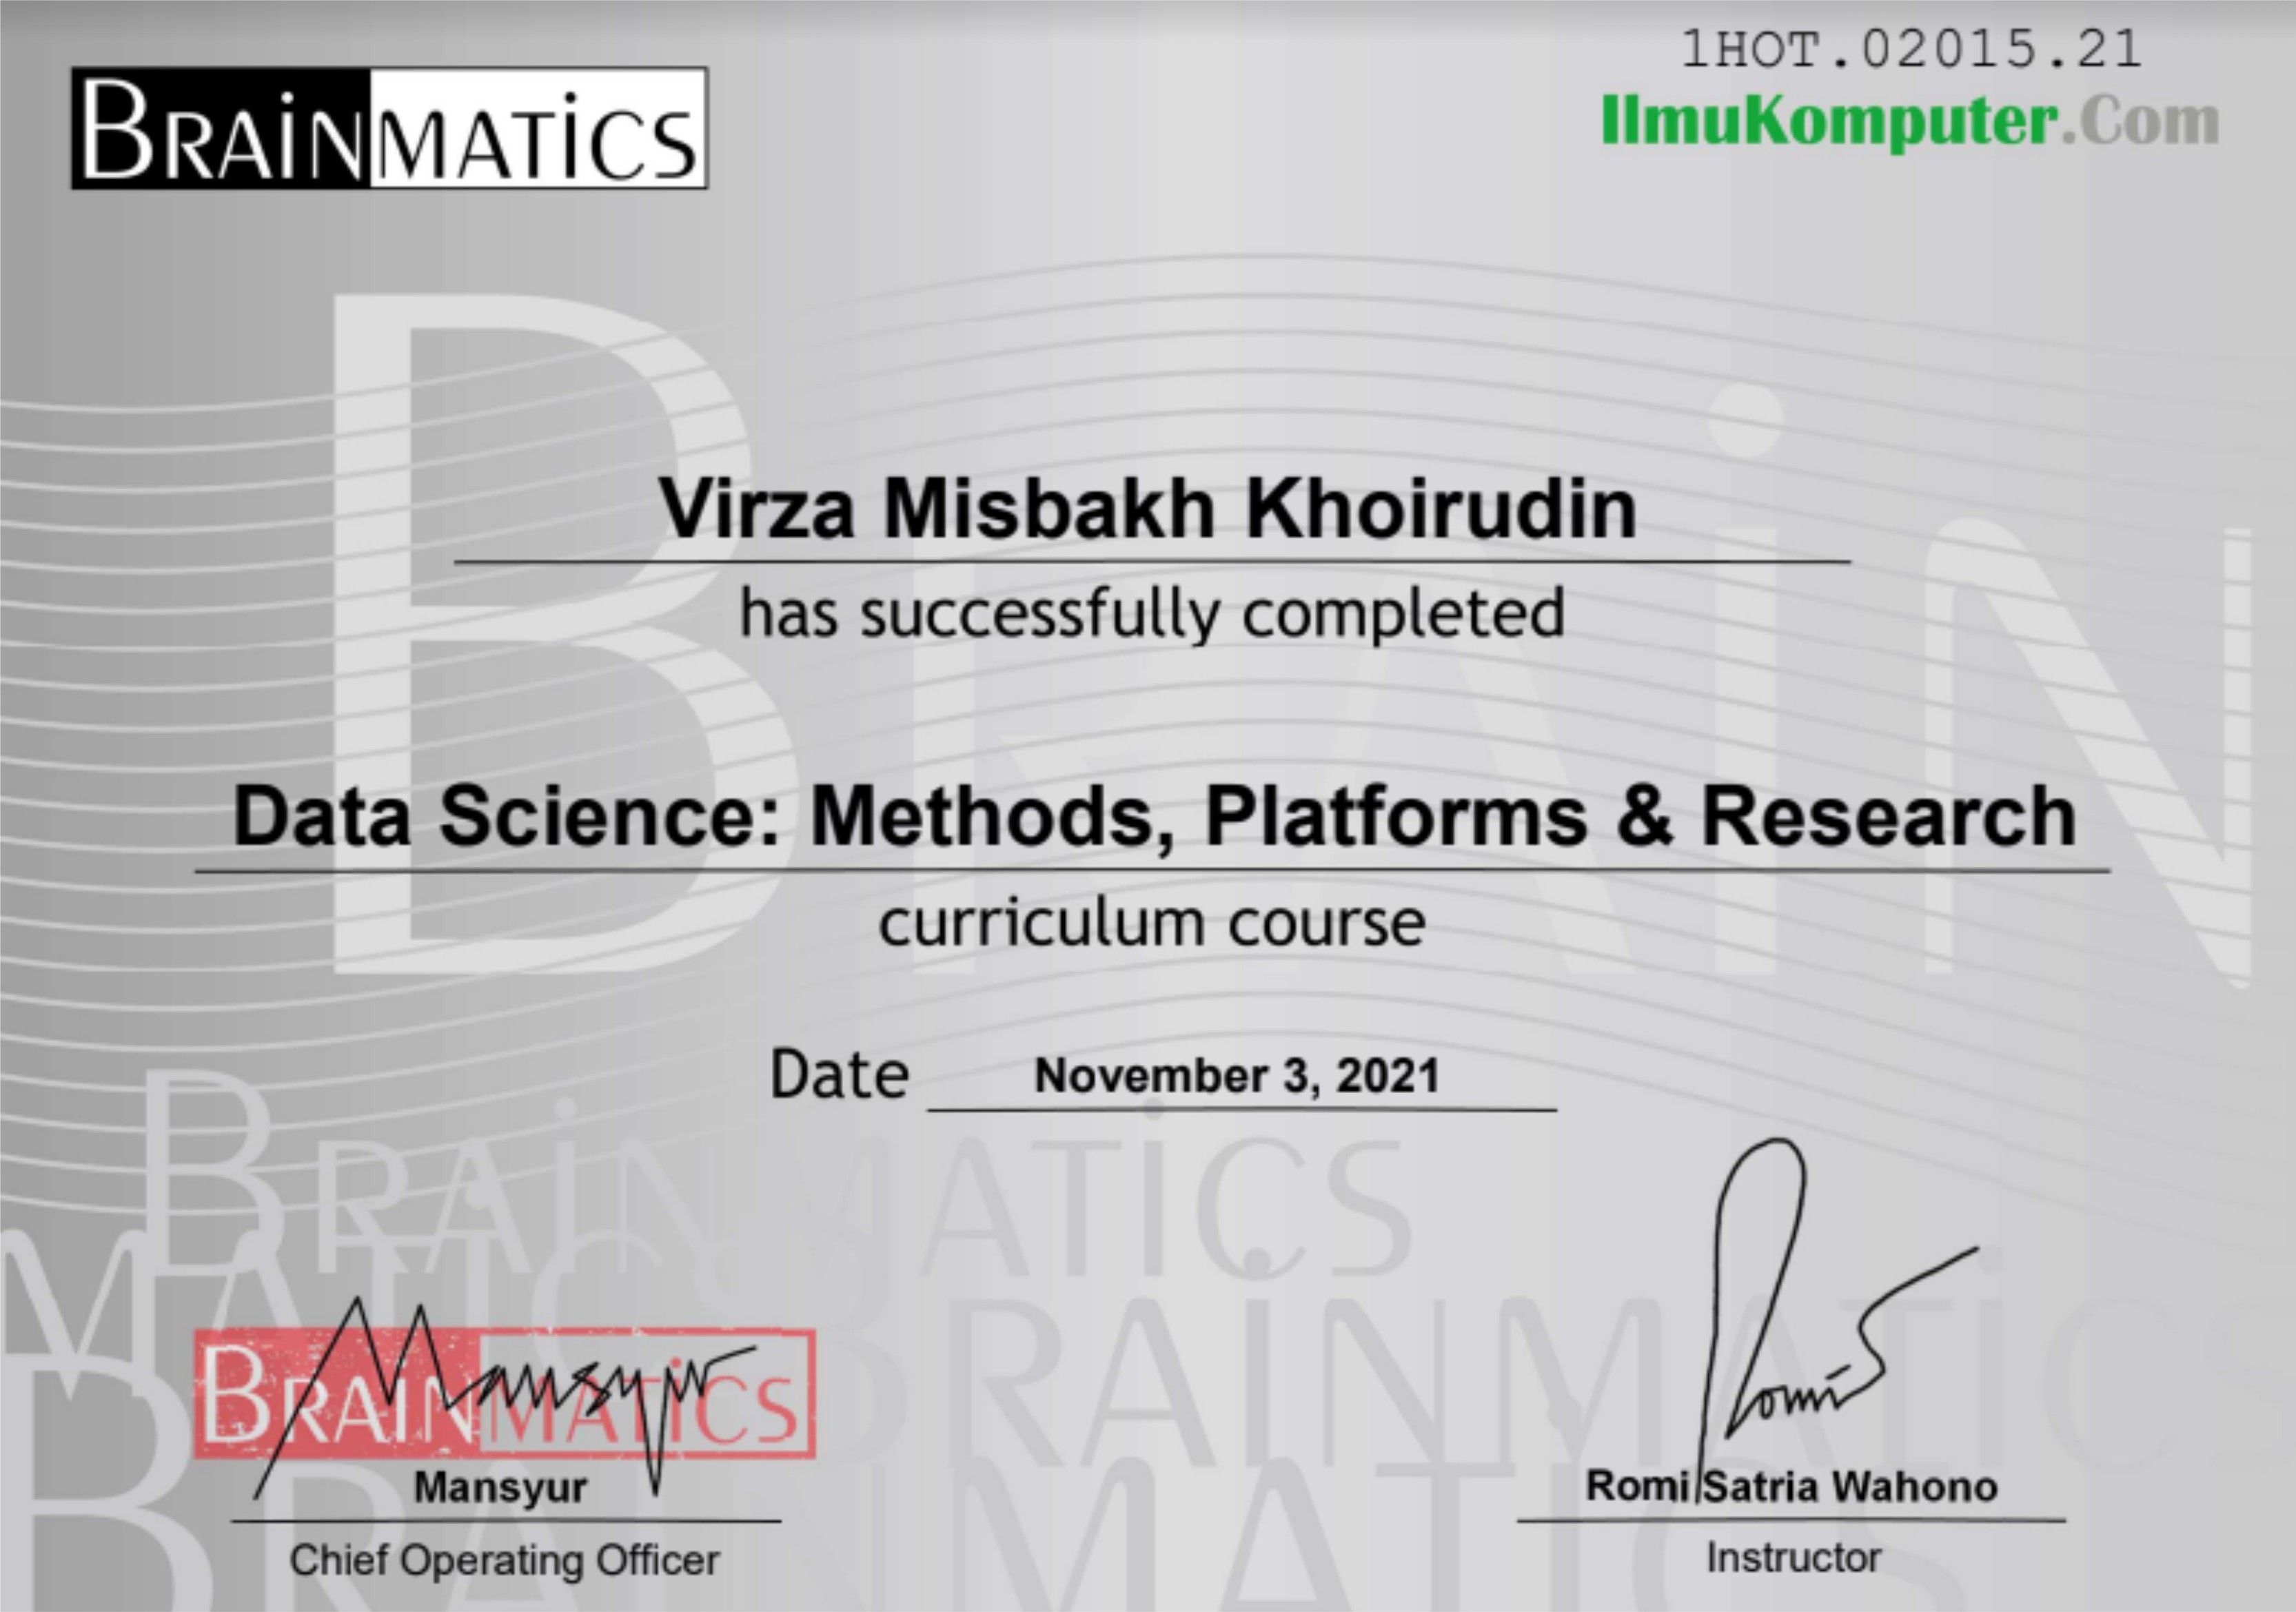 1HOT.02015.21
BRAiNMATiCS
IlmuKomputer.Com
Virza Misbakh Khoirudin
has successfully completed
Data Science: Methods, Platforms & Research
curriculum course
Date November 3, 2021
BRAiNMATiCS
Mansyur
Romi Satria Wahono
Chief Operating Officer
Instructor